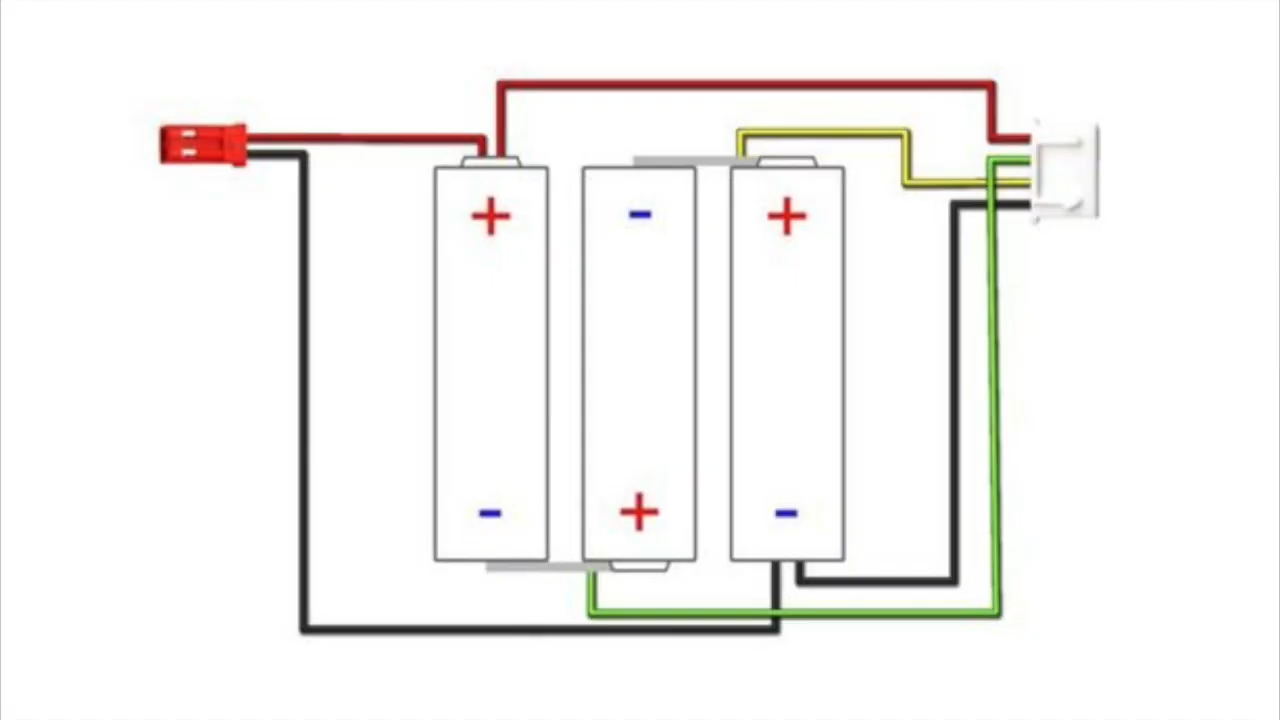 + - +
- + -